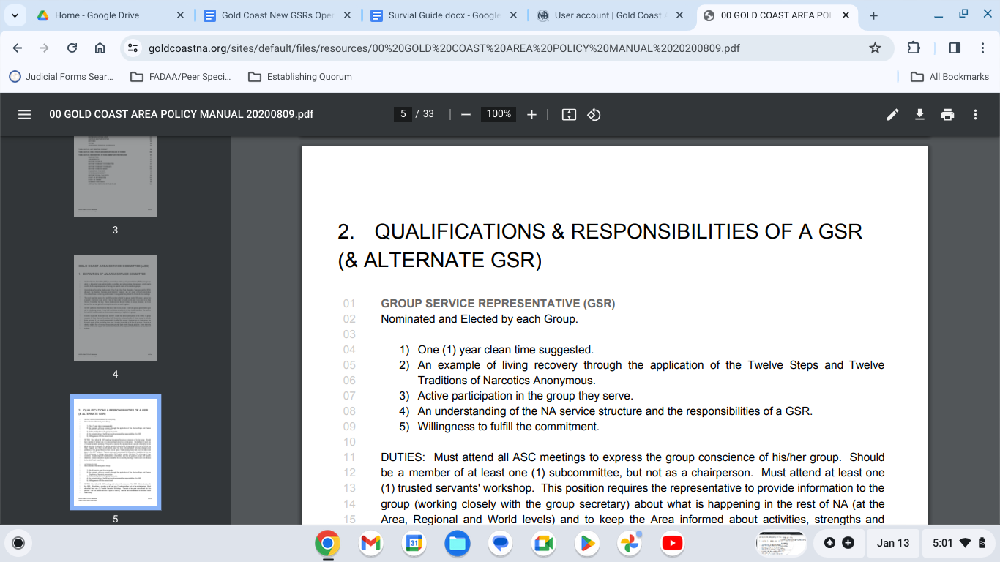 Home - Google Drive
Gold Coast New GSRs Oper
Survial Guide.docx - Google
User account | Gold Coast A
00 GOLD COAST AREA POL
goldcoastna.org/sites/default/files/resources/00%20GOLD%20COAST%20AREA%20POLICY%20MANUAL%2020200809.pdf
Judicial Forms Sear...
FADAA/Peer Speci...
Establishing Quorum
All Bookmarks
00 GOLD COAST AREA POLICY MANUAL 20200809.pdf
5 / 33
100%
3
4
5
2. QUALIFICATIONS & RESPONSIBILITIES OF A GSR
(& ALTERNATE GSR)
01 GROUP SERVICE REPRESENTATIVE (GSR)
02 Nominated and Elected by each Group.
03
04 1) One (1) year clean time suggested.
05 2) An example of living recovery through the application of the Twelve Steps and Twelve
06 Traditions of Narcotics Anonymous.
07 3) Active participation in the group they serve.
08 4) An understanding of the NA service structure and the responsibilities of a GSR.
09 5) Willingness to fulfill the commitment.
10
11 DUTIES: Must attend all ASC meetings to express the group conscience of his/her group. Should
12 be a member of at least one (1) subcommittee, but not as a chairperson. Must attend at least one
13 (1) trusted servants' workshop. This position requires the representative to provide information to the
14 group (working closely with the group secretary) about what is happening in the rest of NA (at the
15 Area, Regional and World levels) and to keep the Area informed about activities, strengths and
Jan 13
5:01